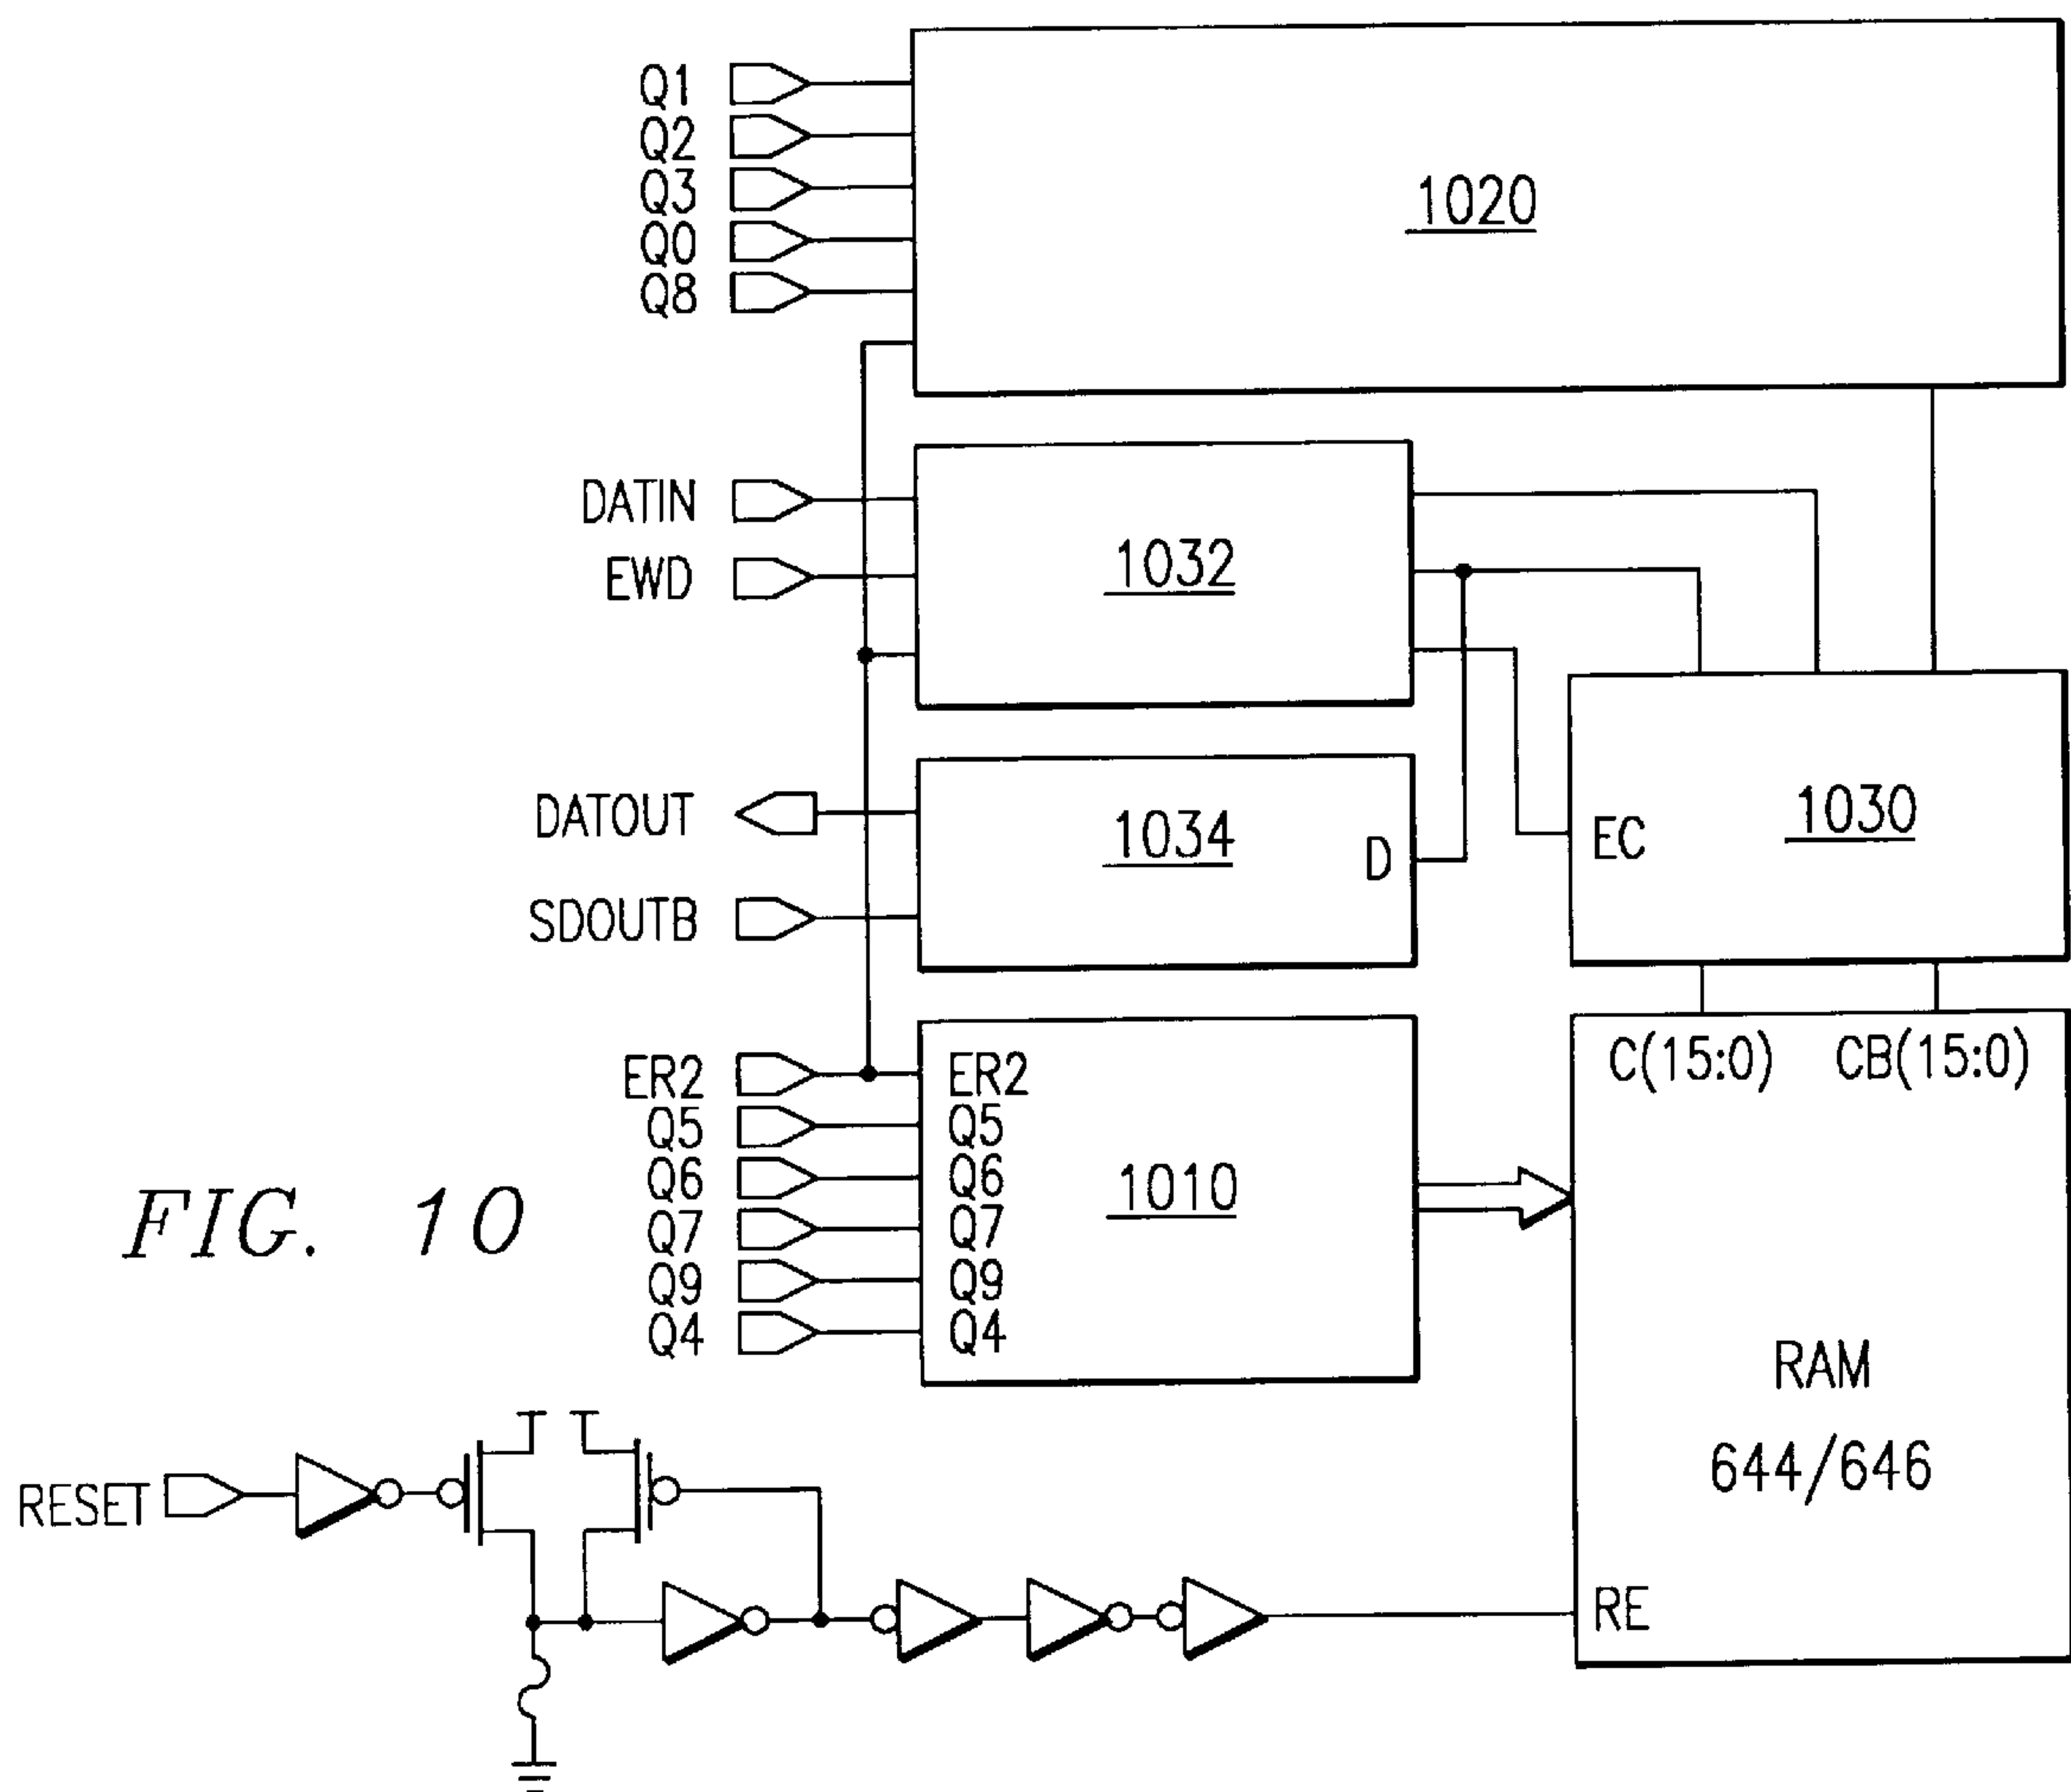 Q1
Q2
Q3
Q0
Q8
1020
DATIN
EWD
1032
DATOUT
SDOUTB
1034
D
EC
1030
ER2
Q5
Q6
Q7
Q9
Q4
ER2
Q5
Q6
Q7
Q9
Q4
1010
C(15:0) CB(15:0)
RAM
644/646
RE
RESET
FIG. 10